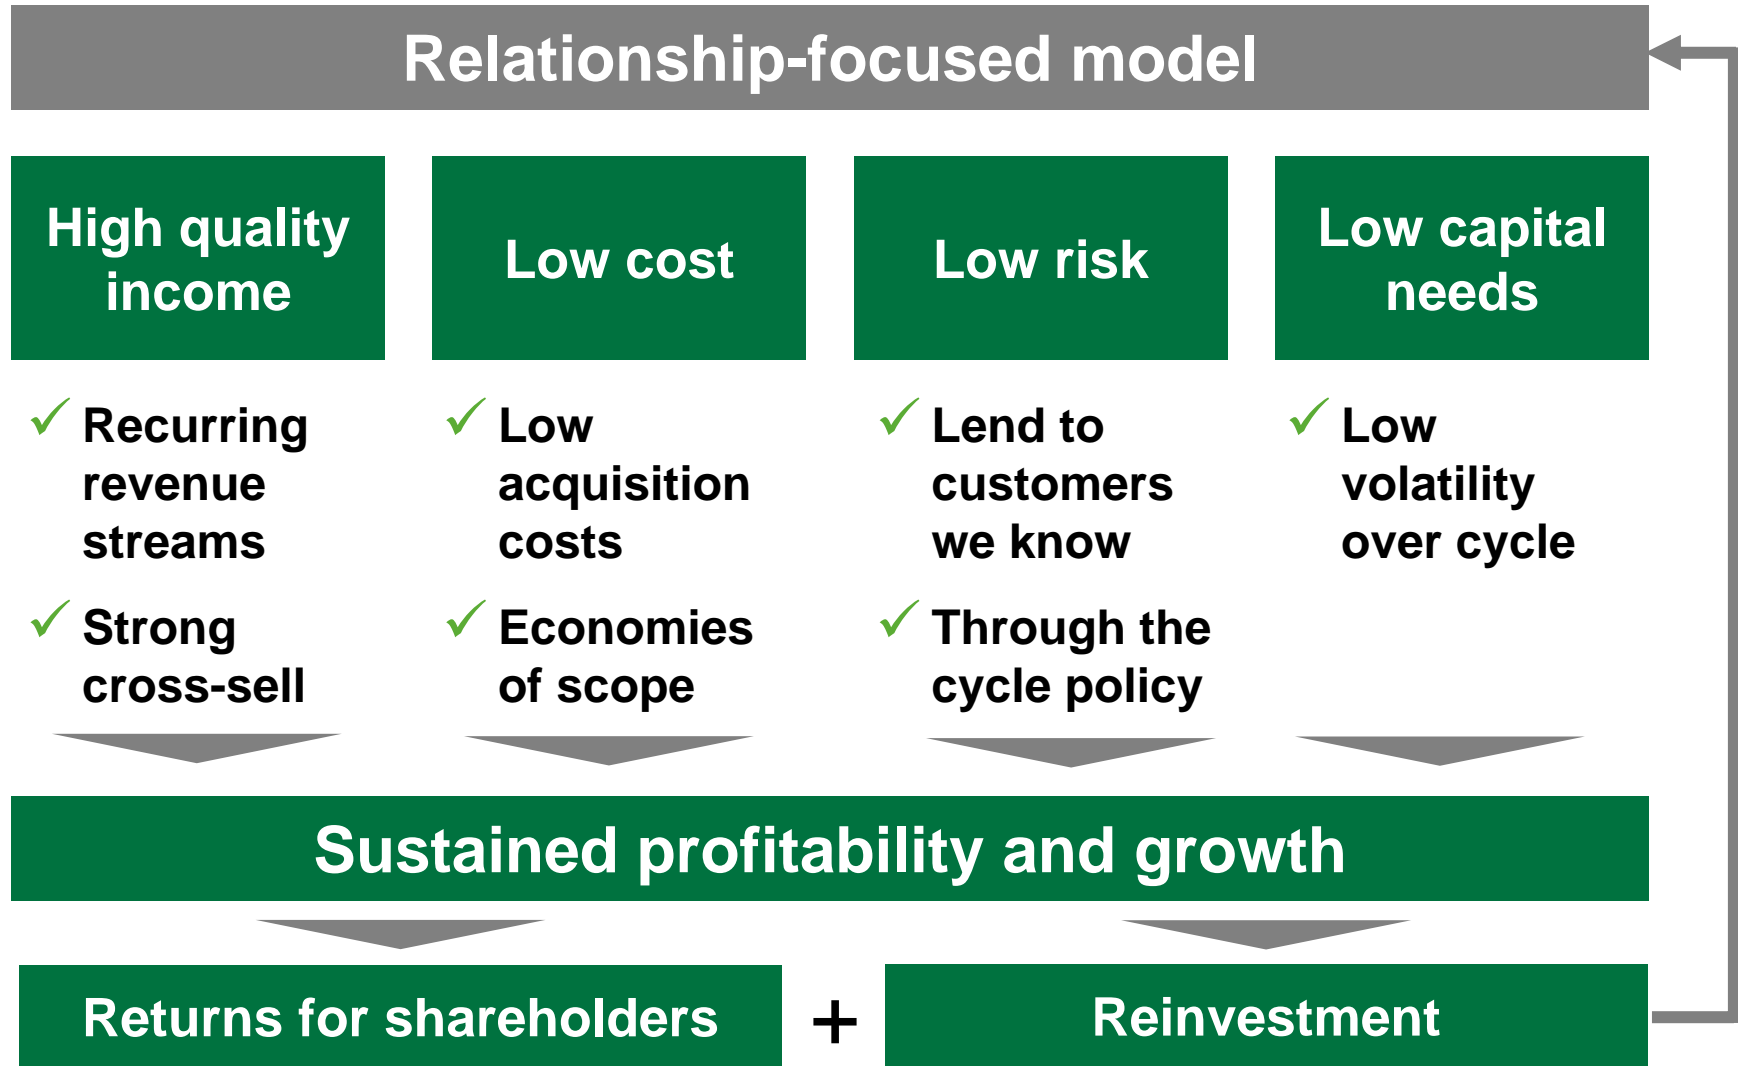 Relationship-focused model
High quality
income
Low cost
Low risk
Low capital
needs
Recurring
revenue
streams
Strong
cross-sell
Low
acquisition
costs
Economies
of scope
Lend to
customers
we know
Through the
cycle policy
Low
volatility
over cycle
Sustained profitability and growth
Returns for shareholders
+
Reinvestment